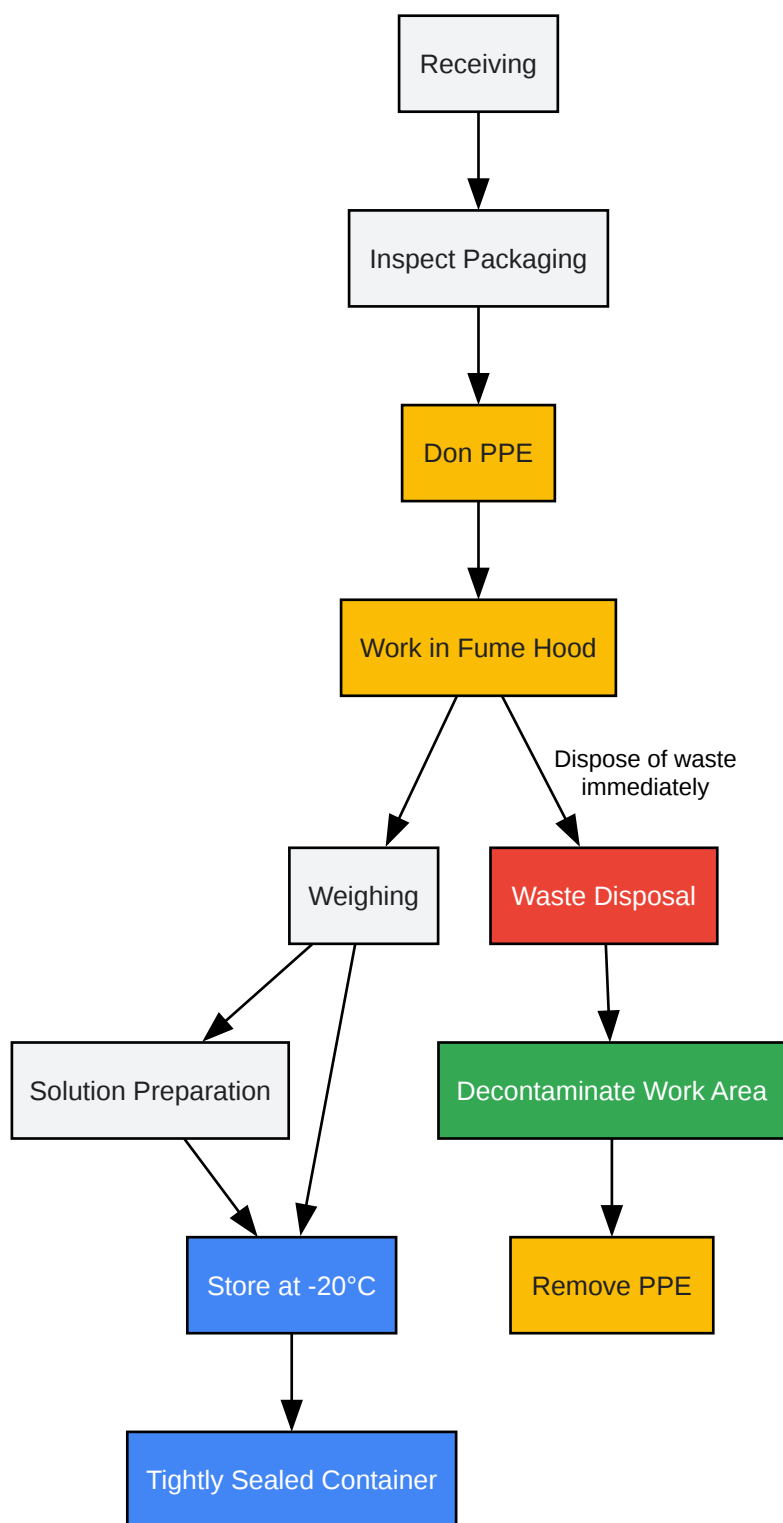 Receiving
Inspect Packaging
Don PPE
Work in Fume Hood
Dispose of waste
immediately
Weighing
Waste Disposal
Solution Preparation
Decontaminate Work Area
Store at -20°C
Remove PPE
Tightly Sealed Container